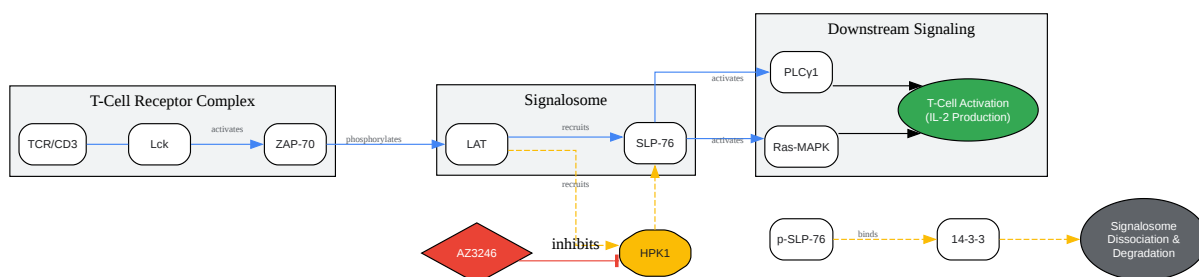 T-Cell Receptor Complex
TCR/CD3
Lck
activates
ZAP-70
phosphorylates
Signalosome
LAT
recruits
SLP-76
recruits
activates
activates
Downstream Signaling
PLCγ1
Ras-MAPK
T-Cell Activation
(IL-2 Production)
AZ3246
inhibits
HPK1
p-SLP-76
binds
14-3-3
Signalosome
Dissociation &
Degradation